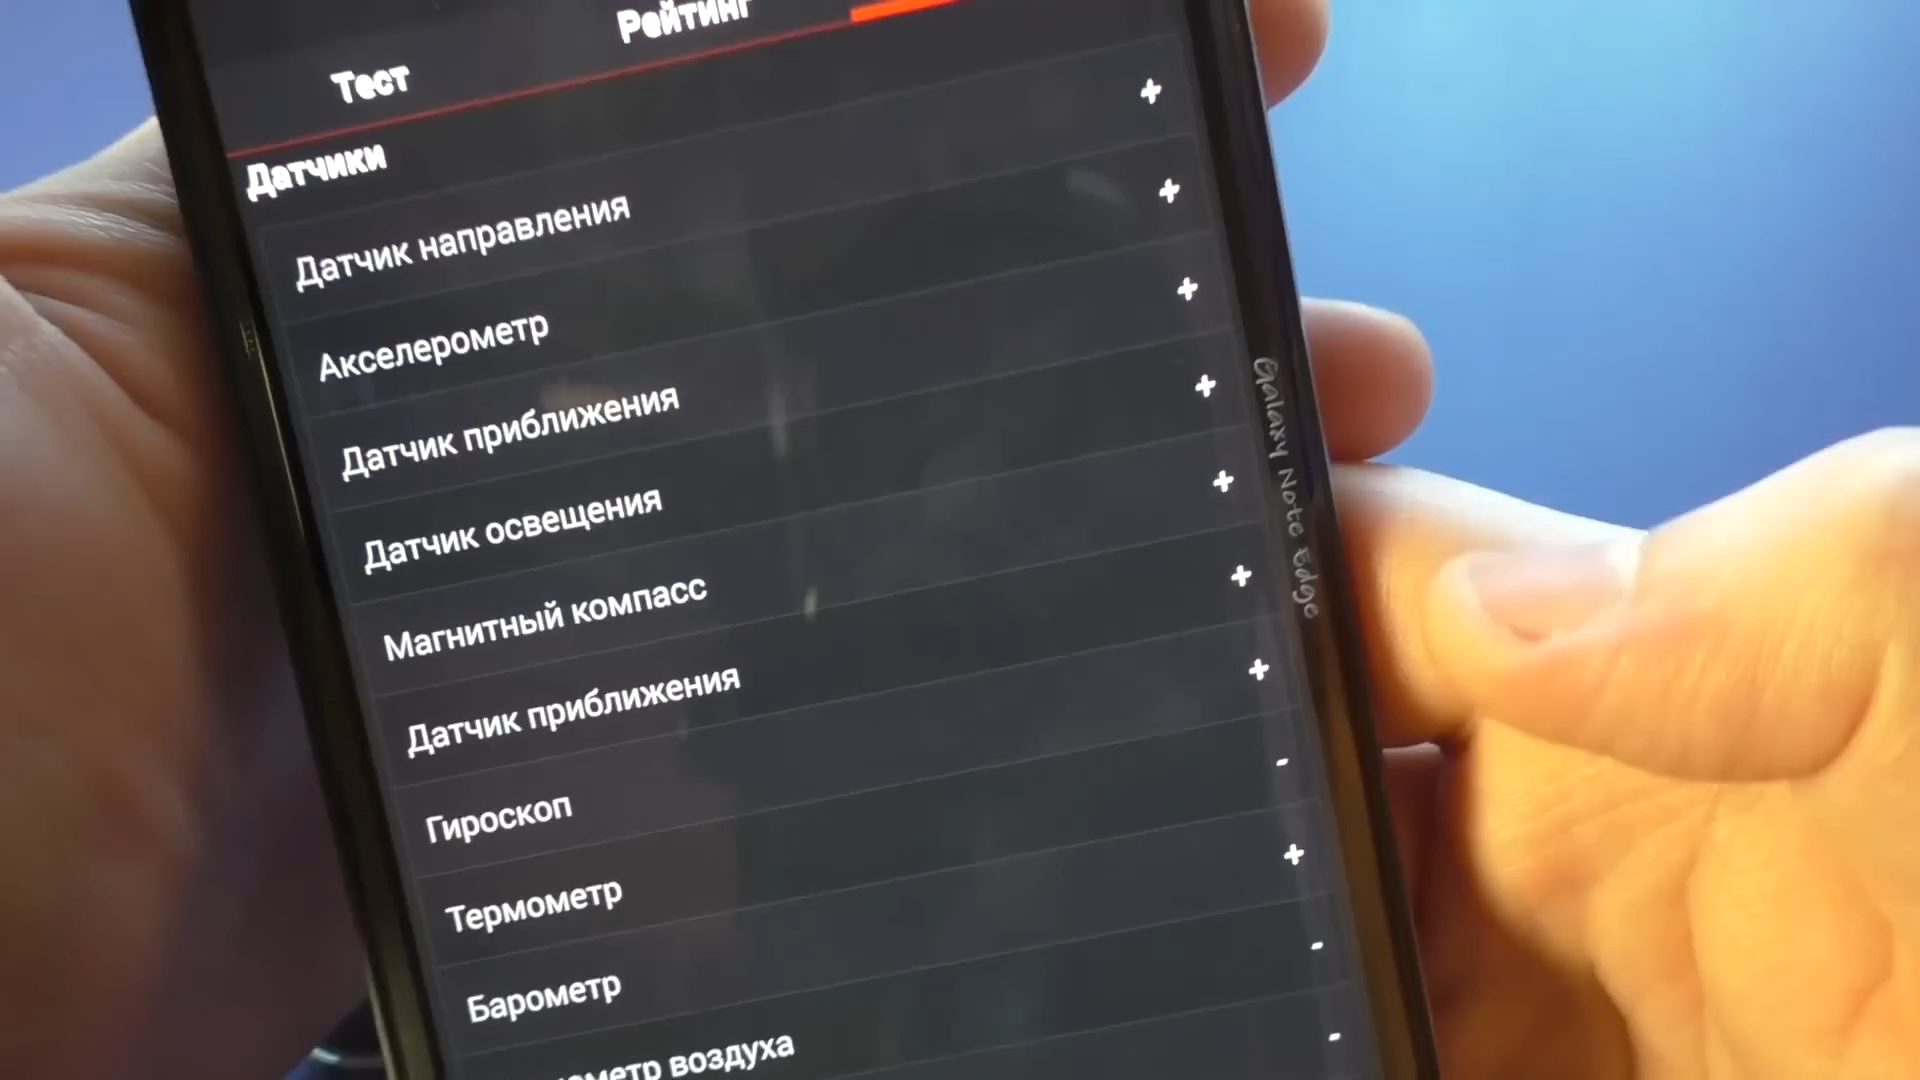 Рейтинг
Тест
Датчики
Датчик направления +
Акселерометр +
Датчик приближения +
Датчик освещения +
Магнитный компасс +
Датчик приближения +
Гироскоп +
Термометр -
Барометр +
воздуха -
-
Galaxy Note Edge